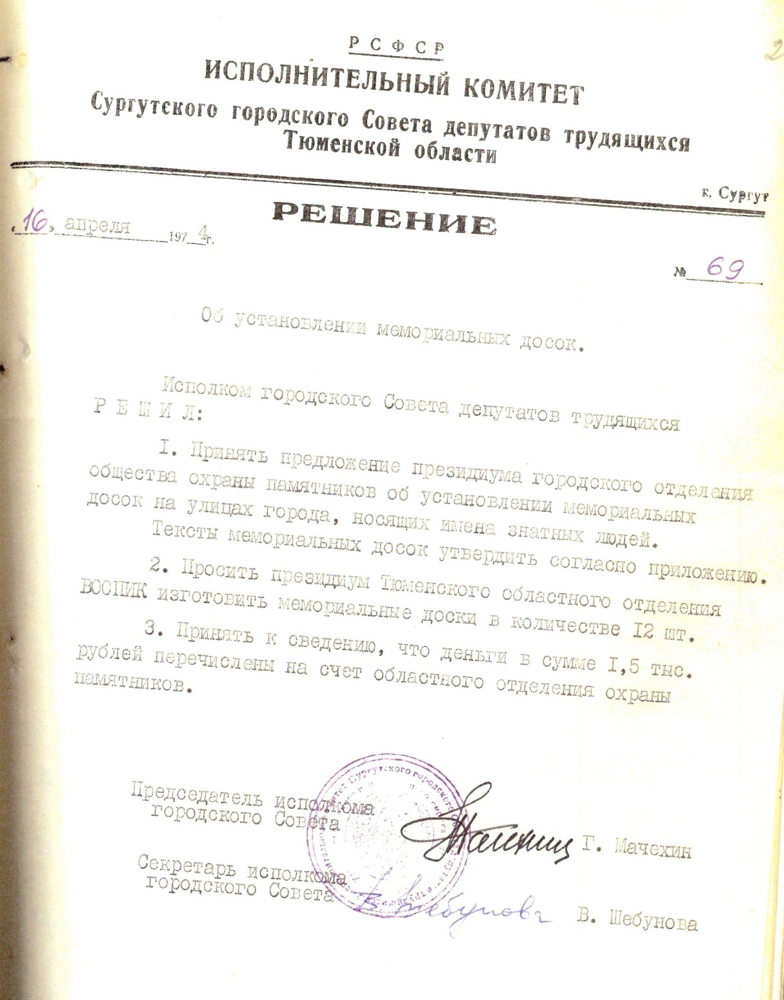 2
Р С Ф С Р
ИСПОЛНИТЕЛЬНЫЙ КОМИТЕТ
Сургутского городского Совета депутатов трудящихся
Тюменской области
к. Сургут
РЕШЕНИЕ
"16" апреля 1974г.
№ 69
Об установлении мемориальных досок.
Исполком городского Совета депутатов трудящихся
Р Е Ш И Л:
I. Принять предложение президиума городского отделения
общества охраны памятников об установлении мемориальных
досок на улицах города, носящих имена знатных людей.
Тексты мемориальных досок утвердить согласно приложению.
2. Просить президиум Тюменского областного отделения
ВООПИК изготовить мемориальные доски в количестве I2 шт.
3. Принять к сведению, что деньги в сумме I,5 тыс.
рублей перечислены на счет областного отделения охраны
памятников.
Председатель исполкома
городского Совета
Г. Мачехин
Секретарь исполкома
городского Совета
В. Шебунова
В. Шебунова
Сургутского городского